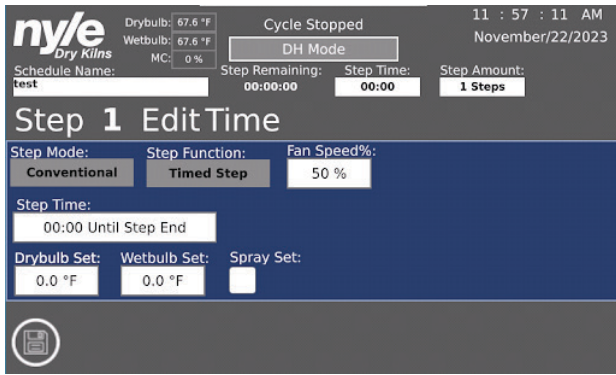 nyle Drybulb: 67.6 °F Cycle Stopped 11 : 57 : 11 AM
Dry Kilns Wetbulb: 67.6 °F DH Mode November/22/2023
MC: 0 %
Schedule Name: Step Remaining: Step Time: Step Amount:
test 00:00:00 00:00 1 Steps
Step 1 Edit Time
Step Mode: Step Function: Fan Speed%:
Conventional Timed Step 50 %
Step Time:
00:00 Until Step End
Drybulb Set: Wetbulb Set: Spray Set:
0.0 °F 0.0 °F